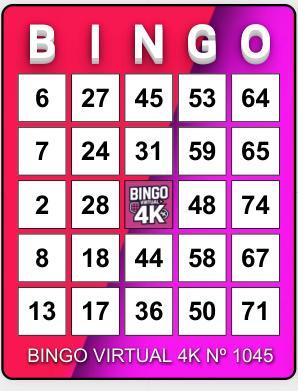 BINGO
6 27 45 53 64
7 24 31 59 65
2 28 BINGO VIRTUAL 4K 48 74
8 18 44 58 67
13 17 36 50 71
BINGO VIRTUAL 4K Nº 1045